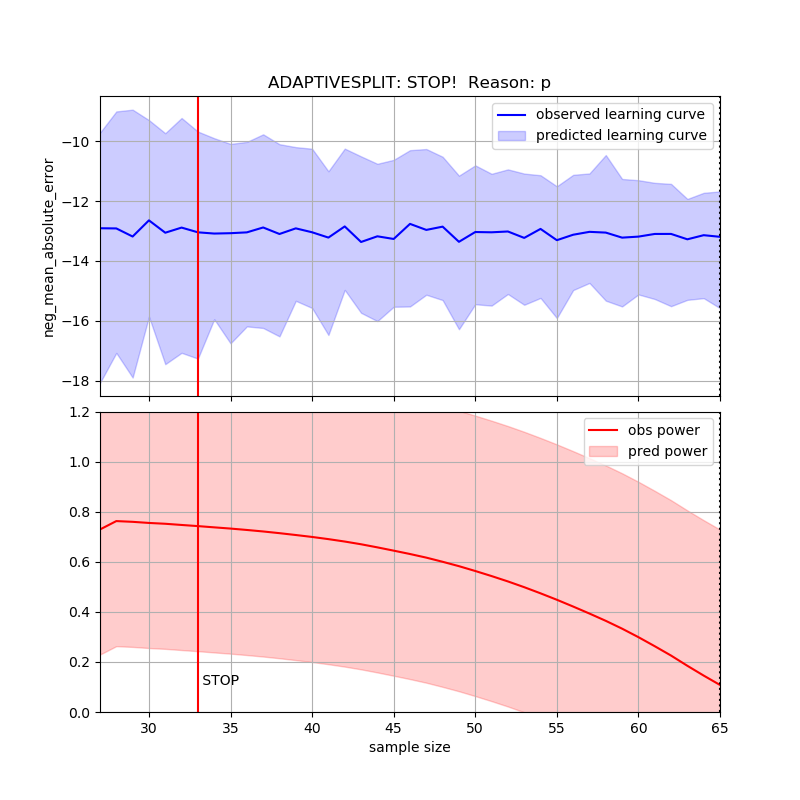 ADAPTIVESPLIT: STOP!  Reason: p
observed learning curve
predicted learning curve
neg_mean_absolute_error
−10
−12
−14
−16
−18
obs power
pred power
1.2
1.0
0.8
0.6
0.4
0.2
0.0
STOP
30 35 40 45 50 55 60 65
sample size